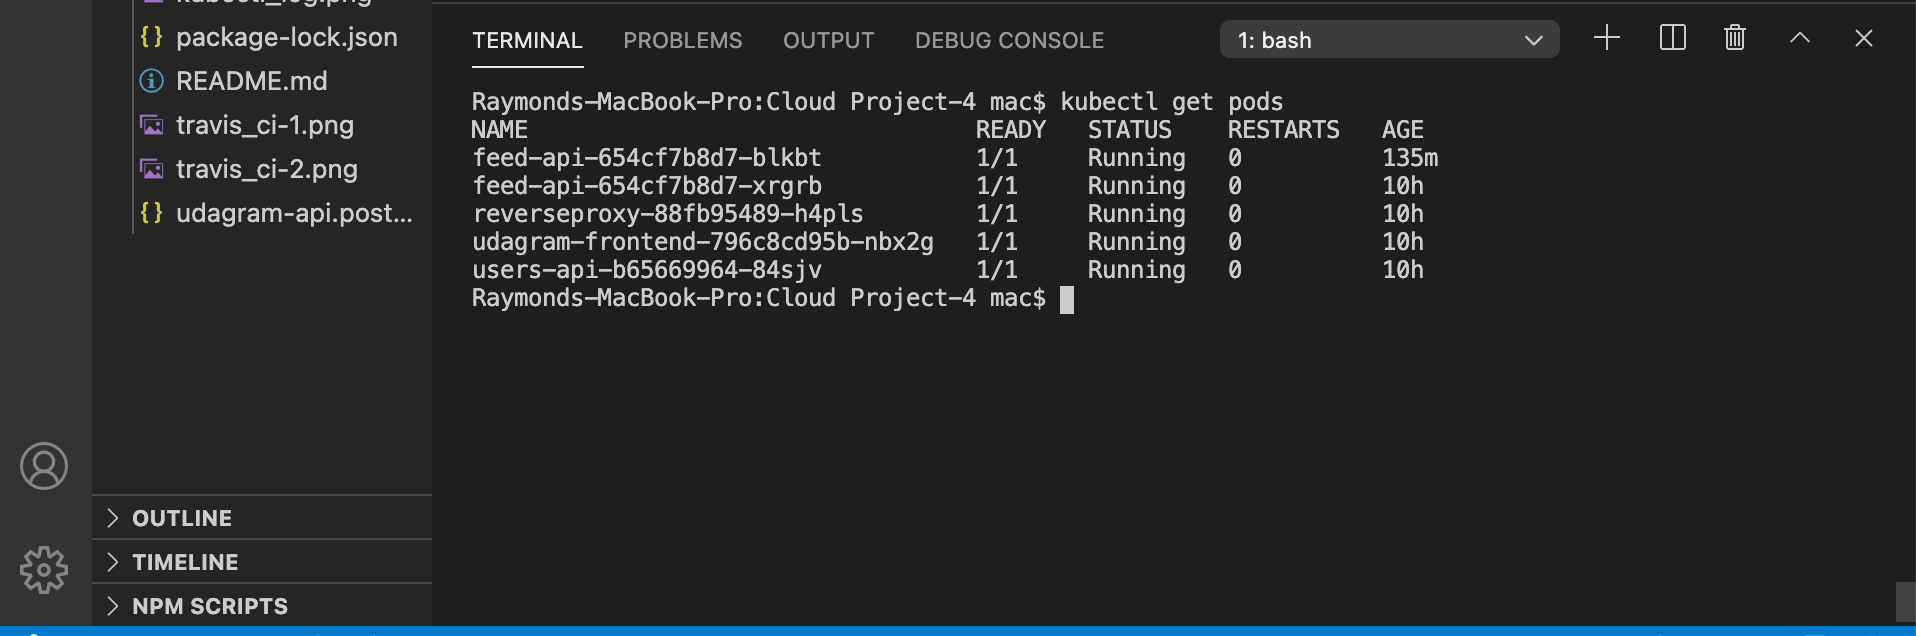 kubectl_log.png
package-lock.json
README.md
travis_ci-1.png
travis_ci-2.png
udagram-api.post...
OUTLINE
TIMELINE
NPM SCRIPTS
TERMINAL PROBLEMS OUTPUT DEBUG CONSOLE 1: bash
Raymonds-MacBook-Pro:Cloud Project-4 mac$ kubectl get pods
NAME READY STATUS RESTARTS AGE
feed-api-654cf7b8d7-blkbt 1/1 Running 0 135m
feed-api-654cf7b8d7-xrgrb 1/1 Running 0 10h
reverseproxy-88fb95489-h4pls 1/1 Running 0 10h
udagram-frontend-796c8cd95b-nbx2g 1/1 Running 0 10h
users-api-b65669964-84sjv 1/1 Running 0 10h
Raymonds-MacBook-Pro:Cloud Project-4 mac$